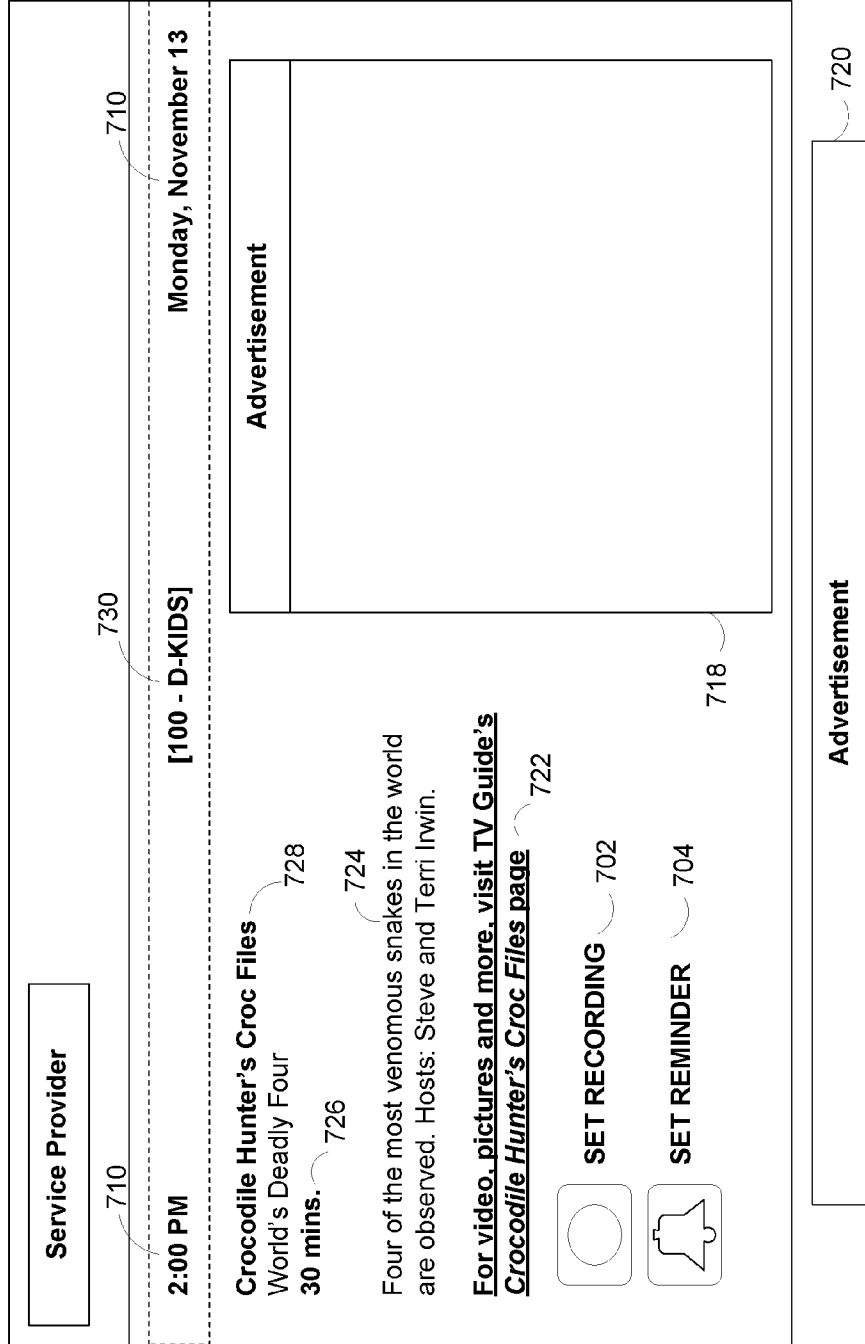 Service Provider
710
730
710
2:00 PM
[100 - D-KIDS]
Monday, November 13
Crocodile Hunter's Croc Files
728
World's Deadly Four
30 mins.
726
724
Four of the most venomous snakes in the world
are observed. Hosts: Steve and Terri Irwin.
For video, pictures and more, visit TV Guide's
Crocodile Hunter's Croc Files page
722
SET RECORDING
702
SET REMINDER
704
Advertisement
718
Advertisement
720